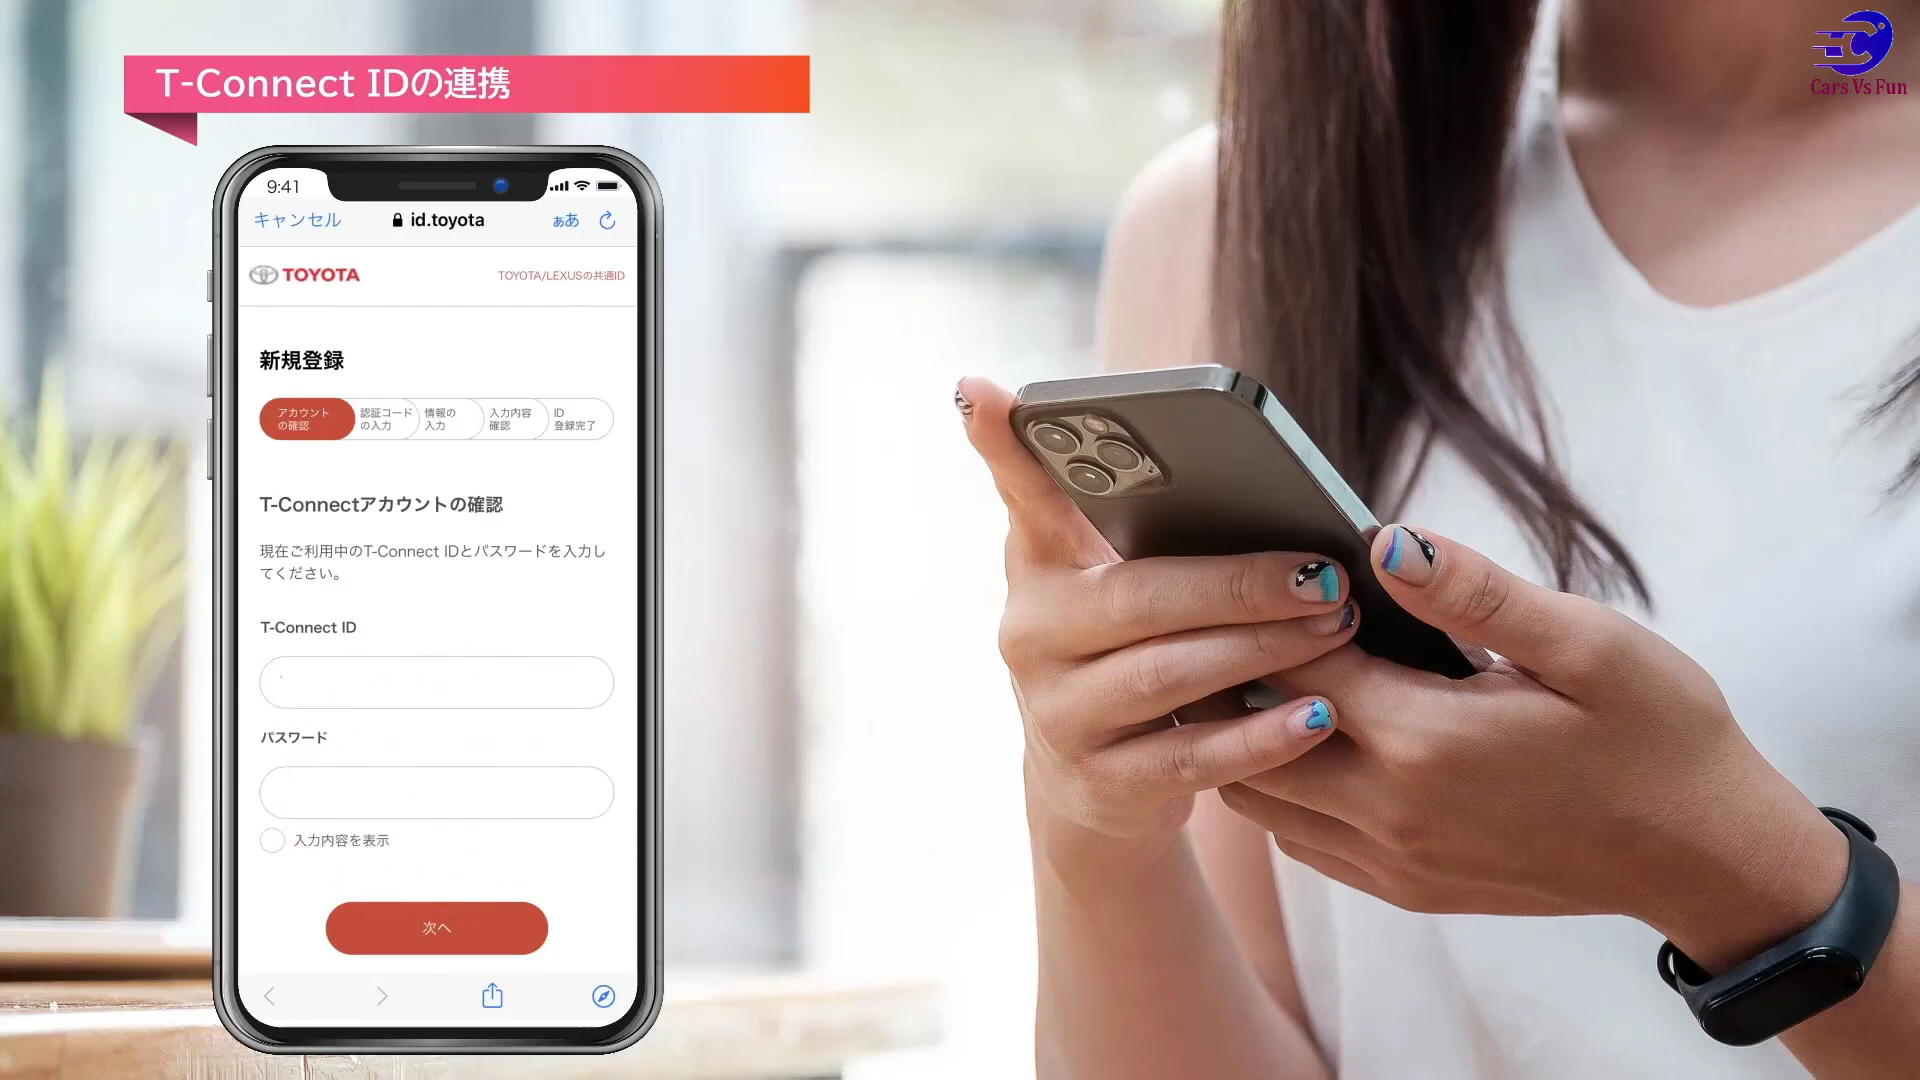 T-Connect IDの連携
Cars Vs Fun
9:41
キャンセル
id.toyota
ぁあ
TOYOTA
TOYOTA/LEXUSの共通ID
新規登録
アカウント
の確認
認証コード
の入力
情報の
入力
入力内容
確認
ID
登録完了
T-Connectアカウントの確認
現在ご利用中のT-Connect IDとパスワードを入力し
てください。
T-Connect ID
パスワード
入力内容を表示
次へ